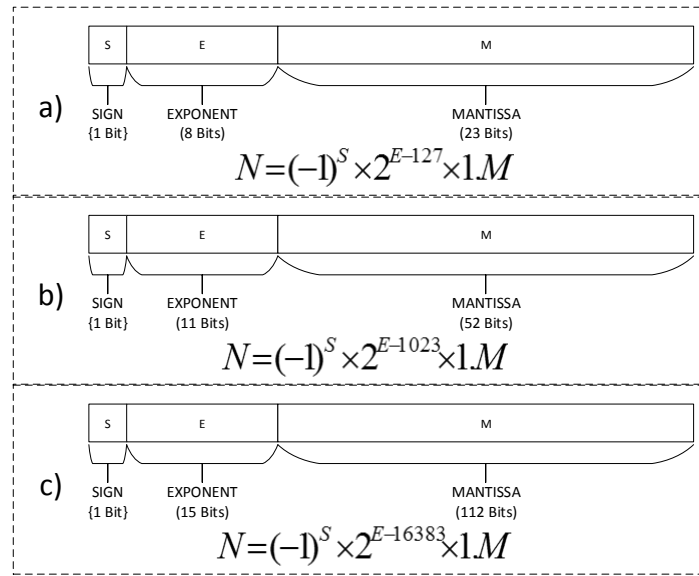 a)
S E M
SIGN EXPONENT MANTISSA
{1 Bit} (8 Bits) (23 Bits)
N=(-1)^S×2^{E-127}×1.M
b)
S E M
SIGN EXPONENT MANTISSA
{1 Bit} (11 Bits) (52 Bits)
N=(-1)^S×2^{E-1023}×1.M
c)
S E M
SIGN EXPONENT MANTISSA
{1 Bit} (15 Bits) (112 Bits)
N=(-1)^S×2^{E-16383}×1.M